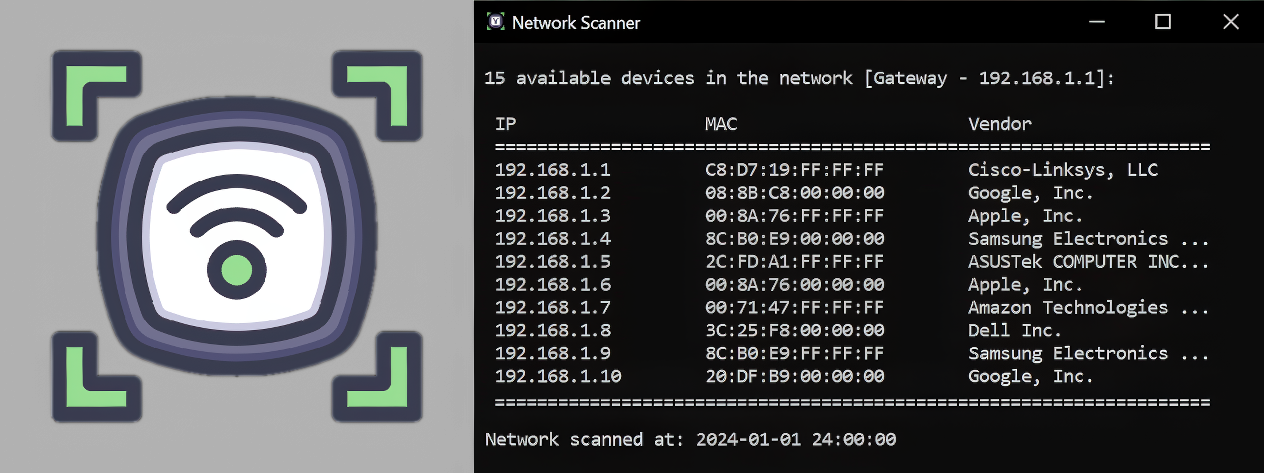 Network Scanner
15 available devices in the network [Gateway - 192.168.1.1]:
IP MAC Vendor
====================================================================
192.168.1.1 C8:D7:19:FF:FF:FF Cisco-Linksys, LLC
192.168.1.2 08:8B:C8:00:00:00 Google, Inc.
192.168.1.3 00:8A:76:FF:FF:FF Apple, Inc.
192.168.1.4 8C:B0:E9:00:00:00 Samsung Electronics ...
192.168.1.5 2C:FD:A1:FF:FF:FF ASUSTek COMPUTER INC...
192.168.1.6 00:8A:76:00:00:00 Apple, Inc.
192.168.1.7 00:71:47:FF:FF:FF Amazon Technologies ...
192.168.1.8 3C:25:F8:00:00:00 Dell Inc.
192.168.1.9 8C:B0:E9:FF:FF:FF Samsung Electronics ...
192.168.1.10 20:DF:B9:00:00:00 Google, Inc.
====================================================================
Network scanned at: 2024-01-01 24:00:00